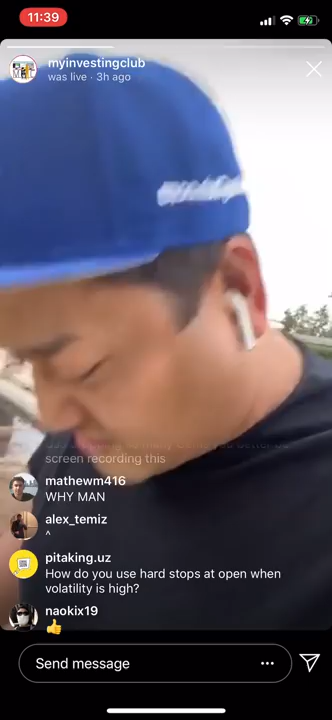 11:39
myinvestingclub
was live · 3h ago
screen recording this
mathewm416
WHY MAN
alex_temiz
^
pitaking.uz
How do you use hard stops at open when
volatility is high?
naokix19
👍
Send message